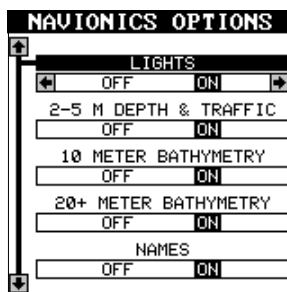 NAVIONICS OPTIONS
LIGHTS
OFF ON
2-5 M DEPTH & TRAFFIC
OFF ON
10 METER BATHYMETRY
OFF ON
20+ METER BATHYMETRY
OFF ON
NAMES
OFF ON